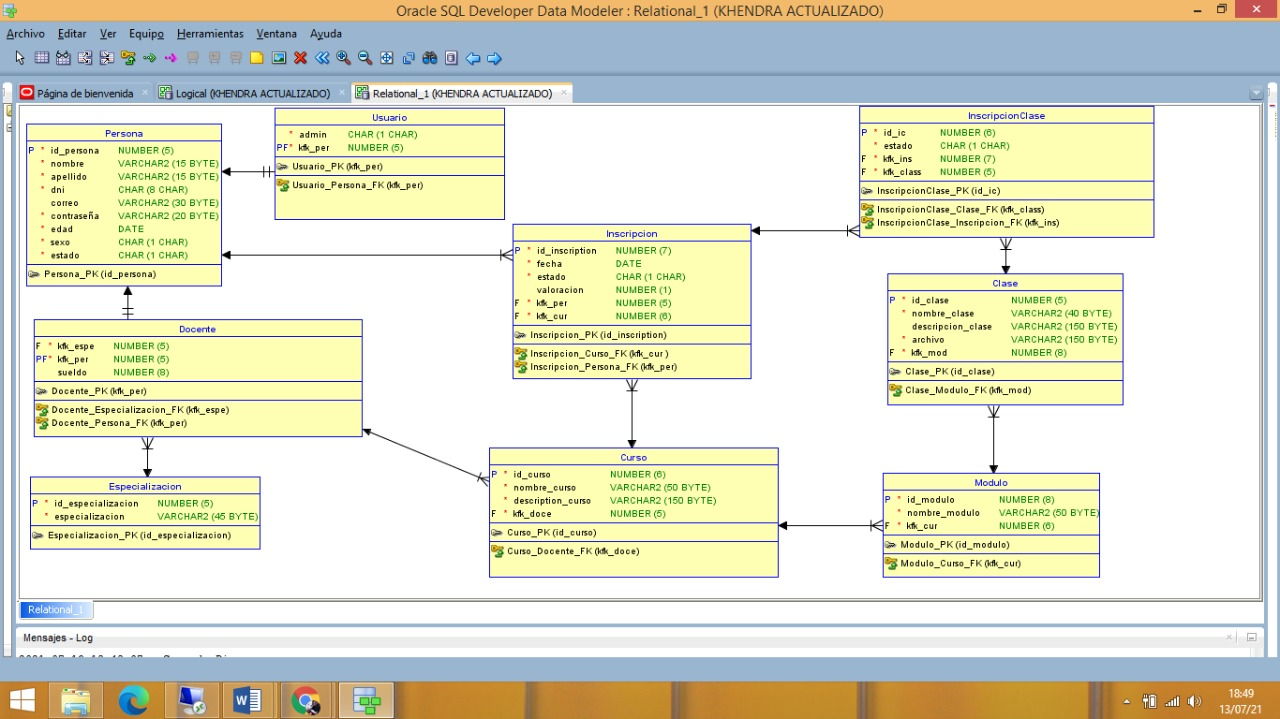 Oracle SQL Developer Data Modeler : Relational_1 (KHENDRA ACTUALIZADO)
Archivo Editar Ver Equipo Herramientas Ventana Ayuda
Página de bienvenida
Logical (KHENDRA ACTUALIZADO)
Relational_1 (KHENDRA ACTUALIZADO)
Persona
P * id_persona NUMBER (5)
* nombre VARCHAR2 (15 BYTE)
* apellido VARCHAR2 (15 BYTE)
* dni CHAR (8 CHAR)
correo VARCHAR2 (30 BYTE)
* contraseña VARCHAR2 (20 BYTE)
* edad DATE
* sexo CHAR (1 CHAR)
* estado CHAR (1 CHAR)
Persona_PK (id_persona)
Usuario
* admin CHAR (1 CHAR)
PF* kfk_per NUMBER (5)
Usuario_PK (kfk_per)
Usuario_Persona_FK (kfk_per)
InscripcionClase
P * id_ic NUMBER (6)
* estado CHAR (1 CHAR)
F * kfk_ins NUMBER (7)
F * kfk_class NUMBER (5)
InscripcionClase_PK (id_ic)
InscripcionClase_Clase_FK (kfk_class)
InscripcionClase_Inscripcion_FK (kfk_ins)
Inscripcion
P * id_inscription NUMBER (7)
* fecha DATE
* estado CHAR (1 CHAR)
valoracion NUMBER (1)
F * kfk_per NUMBER (5)
F * kfk_cur NUMBER (6)
Inscripcion_PK (id_inscription)
Inscripcion_Curso_FK (kfk_cur )
Inscripcion_Persona_FK (kfk_per)
Clase
P * id_clase NUMBER (5)
* nombre_clase VARCHAR2 (40 BYTE)
descripcion_clase VARCHAR2 (150 BYTE)
* archivo VARCHAR2 (150 BYTE)
F * kfk_mod NUMBER (8)
Clase_PK (id_clase)
Clase_Modulo_FK (kfk_mod)
Docente
F * kfk_espe NUMBER (5)
PF* kfk_per NUMBER (5)
sueldo NUMBER (8)
Docente_PK (kfk_per)
Docente_Especializacion_FK (kfk_espe)
Docente_Persona_FK (kfk_per)
Curso
P * id_curso NUMBER (6)
* nombre_curso VARCHAR2 (50 BYTE)
* description_curso VARCHAR2 (150 BYTE)
F * kfk_doce NUMBER (5)
Curso_PK (id_curso)
Curso_Docente_FK (kfk_doce)
Especializacion
P * id_especializacion NUMBER (5)
* especializacion VARCHAR2 (45 BYTE)
Especializacion_PK (id_especializacion)
Modulo
P * id_modulo NUMBER (8)
* nombre_modulo VARCHAR2 (50 BYTE)
F * kfk_cur NUMBER (6)
Modulo_PK (id_modulo)
Modulo_Curso_FK (kfk_cur)
Relational_1
Mensajes - Log
18:49
13/07/21